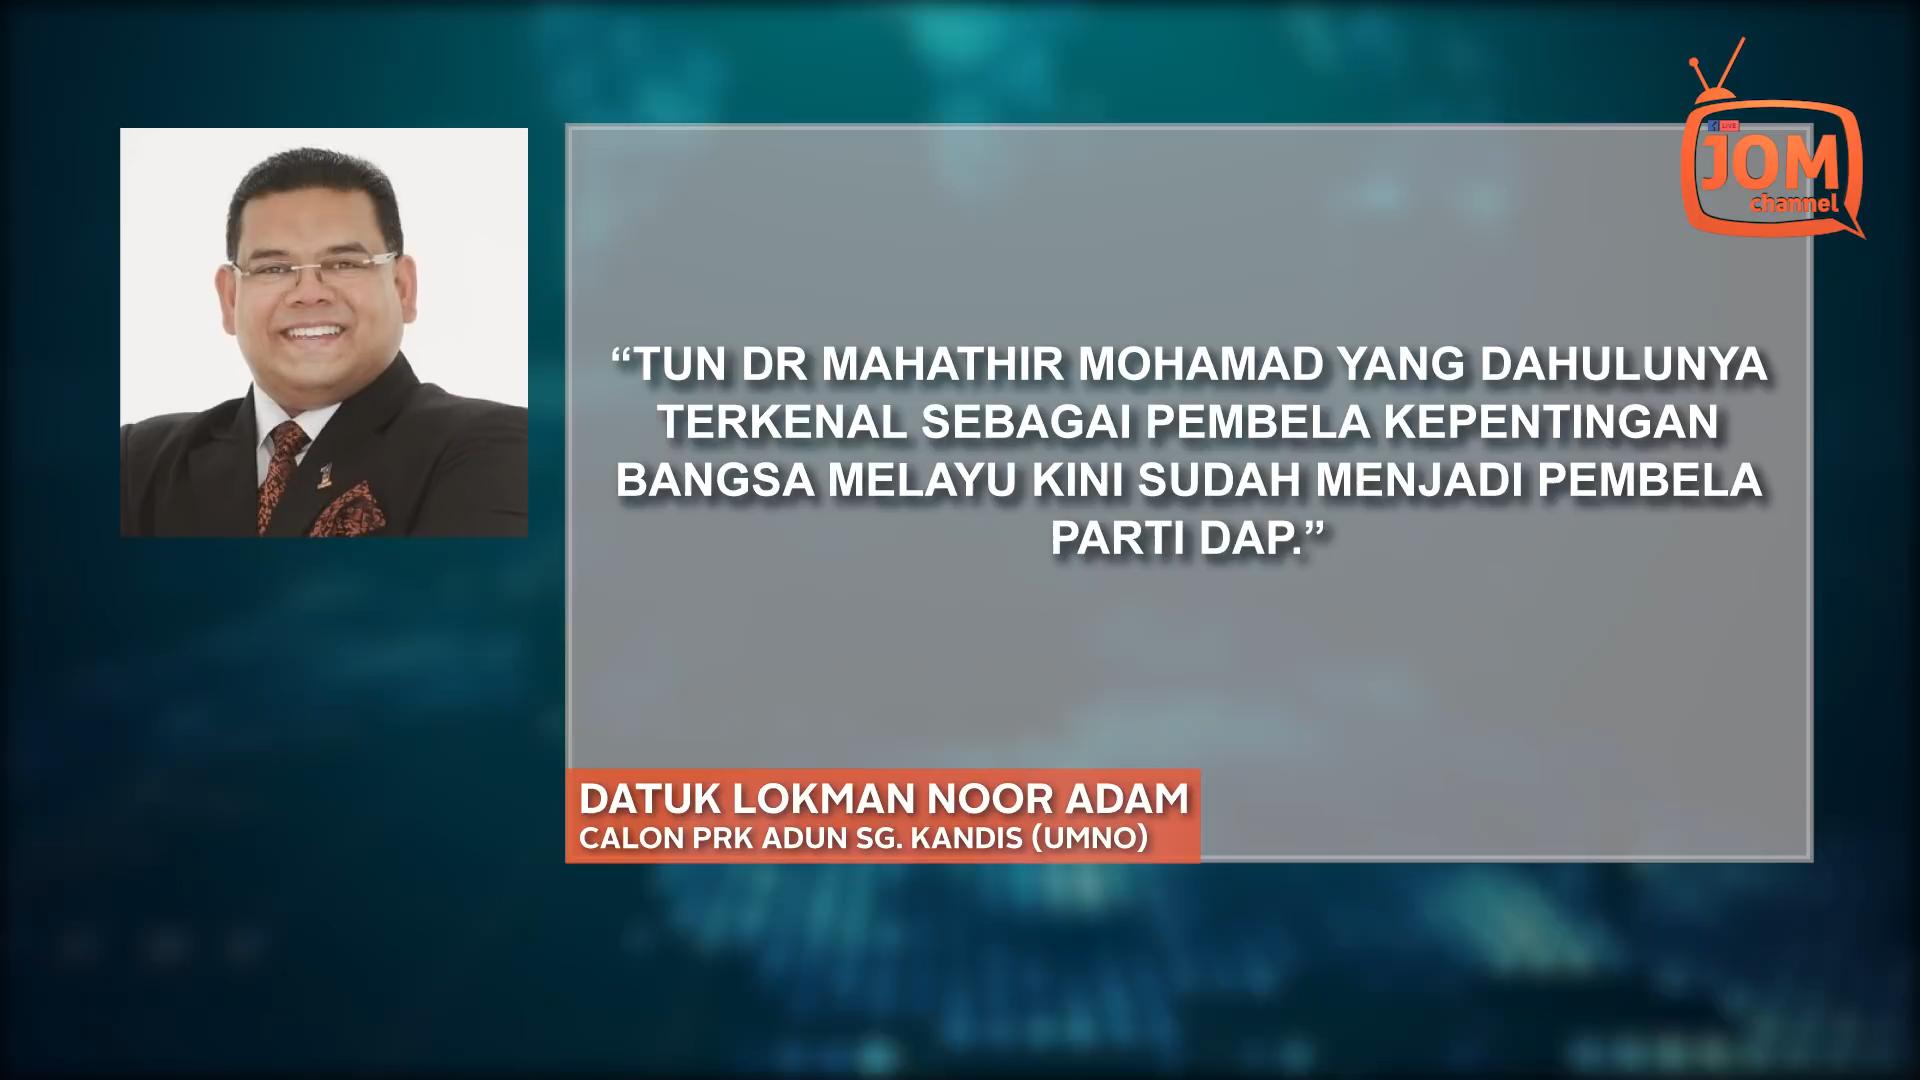 LIVE
JOM
channel
“TUN DR MAHATHIR MOHAMAD YANG DAHULUNYA
TERKENAL SEBAGAI PEMBELA KEPENTINGAN
BANGSA MELAYU KINI SUDAH MENJADI PEMBELA
PARTI DAP.”
DATUK LOKMAN NOOR ADAM
CALON PRK ADUN SG. KANDIS (UMNO)